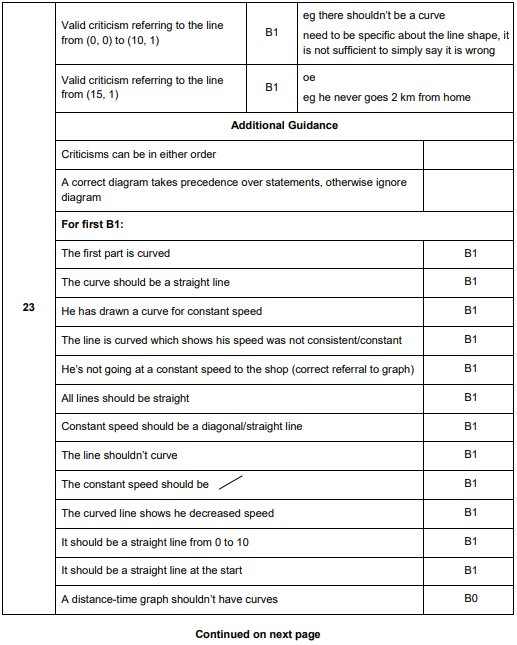 Valid criticism referring to the line
from (0, 0) to (10, 1)
B1
eg there shouldn't be a curve
need to be specific about the line shape, it
is not sufficient to simply say it is wrong
Valid criticism referring to the line
from (15, 1)
B1
oe
eg he never goes 2 km from home
Additional Guidance
Criticisms can be in either order
A correct diagram takes precedence over statements, otherwise ignore
diagram
For first B1:
The first part is curved B1
The curve should be a straight line B1
23
He has drawn a curve for constant speed B1
The line is curved which shows his speed was not consistent/constant B1
He's not going at a constant speed to the shop (correct referral to graph) B1
All lines should be straight B1
Constant speed should be a diagonal/straight line B1
The line shouldn't curve B1
The constant speed should be B1
The curved line shows he decreased speed B1
It should be a straight line from 0 to 10 B1
It should be a straight line at the start B1
A distance-time graph shouldn't have curves B0
Continued on next page